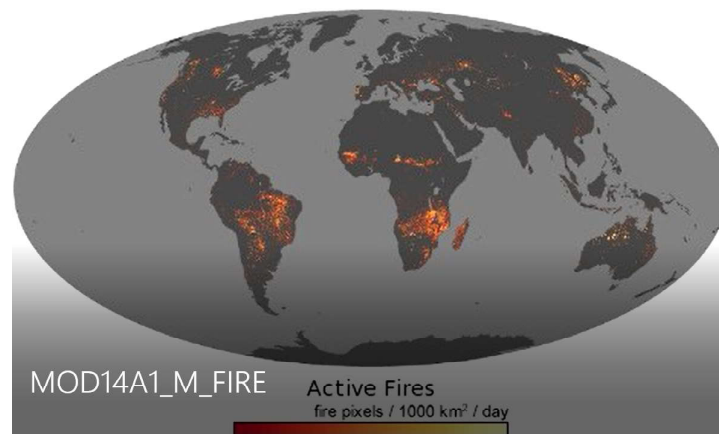 MOD14A1_M_FIRE
Active Fires
fire pixels / 1000 km² / day